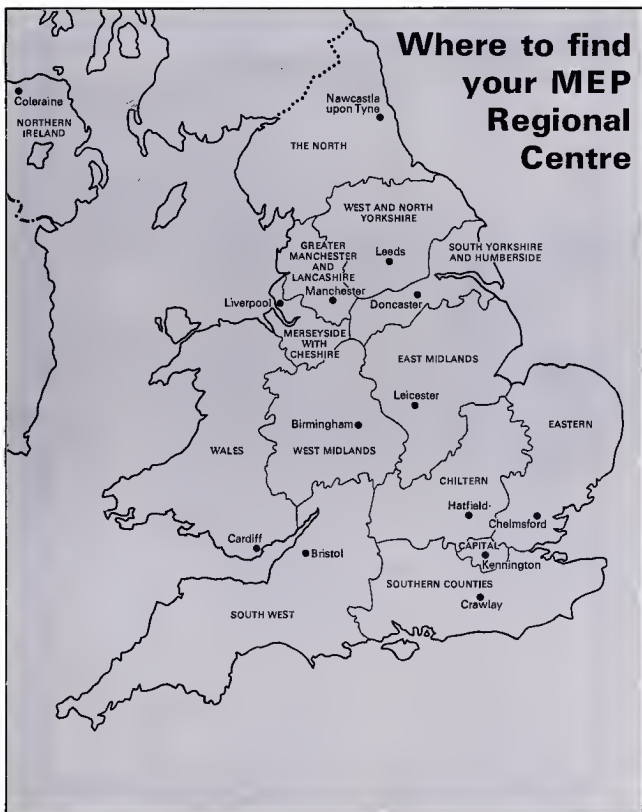 Where to find
your MEP
Regional
Centre
Coleraine
NORTHERN
IRELAND
Nawcastla
upon Tyne
THE NORTH
WEST AND NORTH
YORKSHIRE
GREATER
MANCHESTER
AND
LANCASHIRE
Leeds
SOUTH YORKSHIRE
AND HUMBERSIDE
Liverpool
Manchester
Doncaster
MERSEYSIDE
WITH
CHESHIRE
EAST MIDLANDS
Leicester
Birmingham
WEST MIDLANDS
EASTERN
WALES
CHILTERN
Hatfield
Chelmsford
Cardiff
Bristol
CAPITAL
Kennington
SOUTHERN COUNTIES
Crawlay
SOUTH WEST